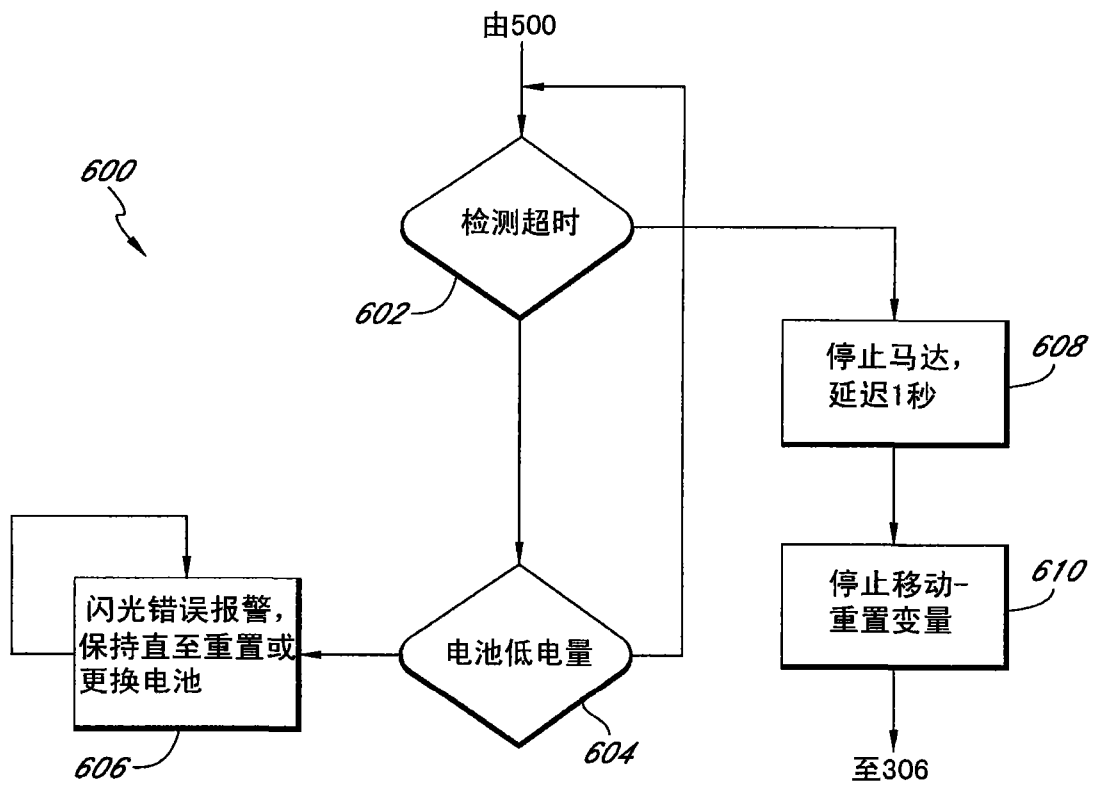 由500
600
检测超时
602
停止马达，
延迟1秒
608
停止移动-
重置变量
610
闪光错误报警，
保持直至重置或
更换电池
606
电池低电量
604
至306